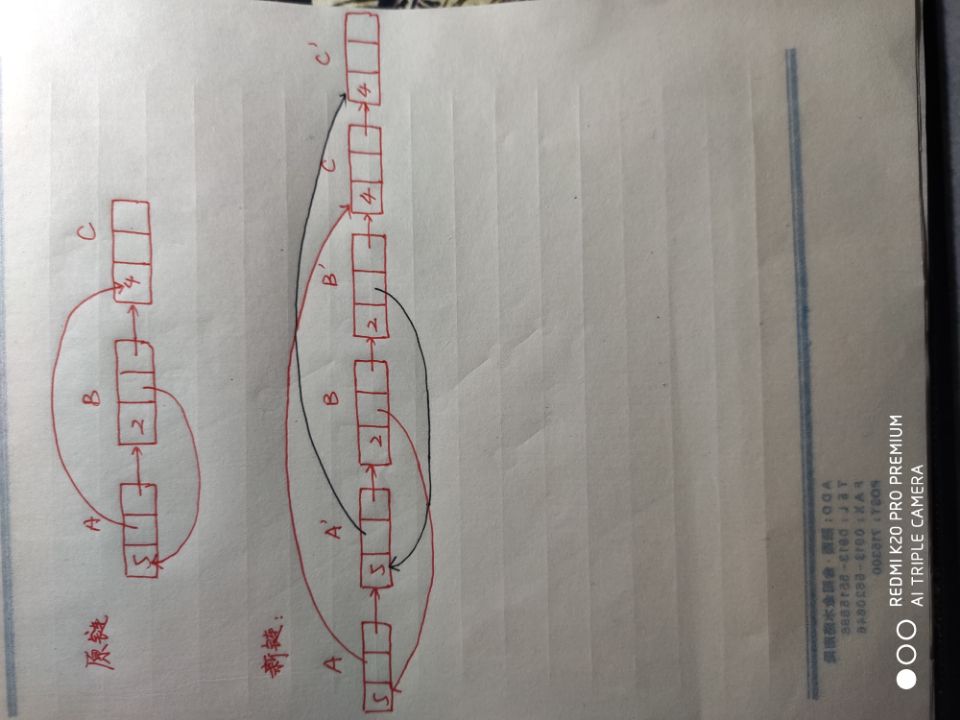 原链
A B C
5 2 4
新链:
A A' B B' C C'
5 5 2 2 4 4
REDMI K20 PRO PREMIUM
AI TRIPLE CAMERA